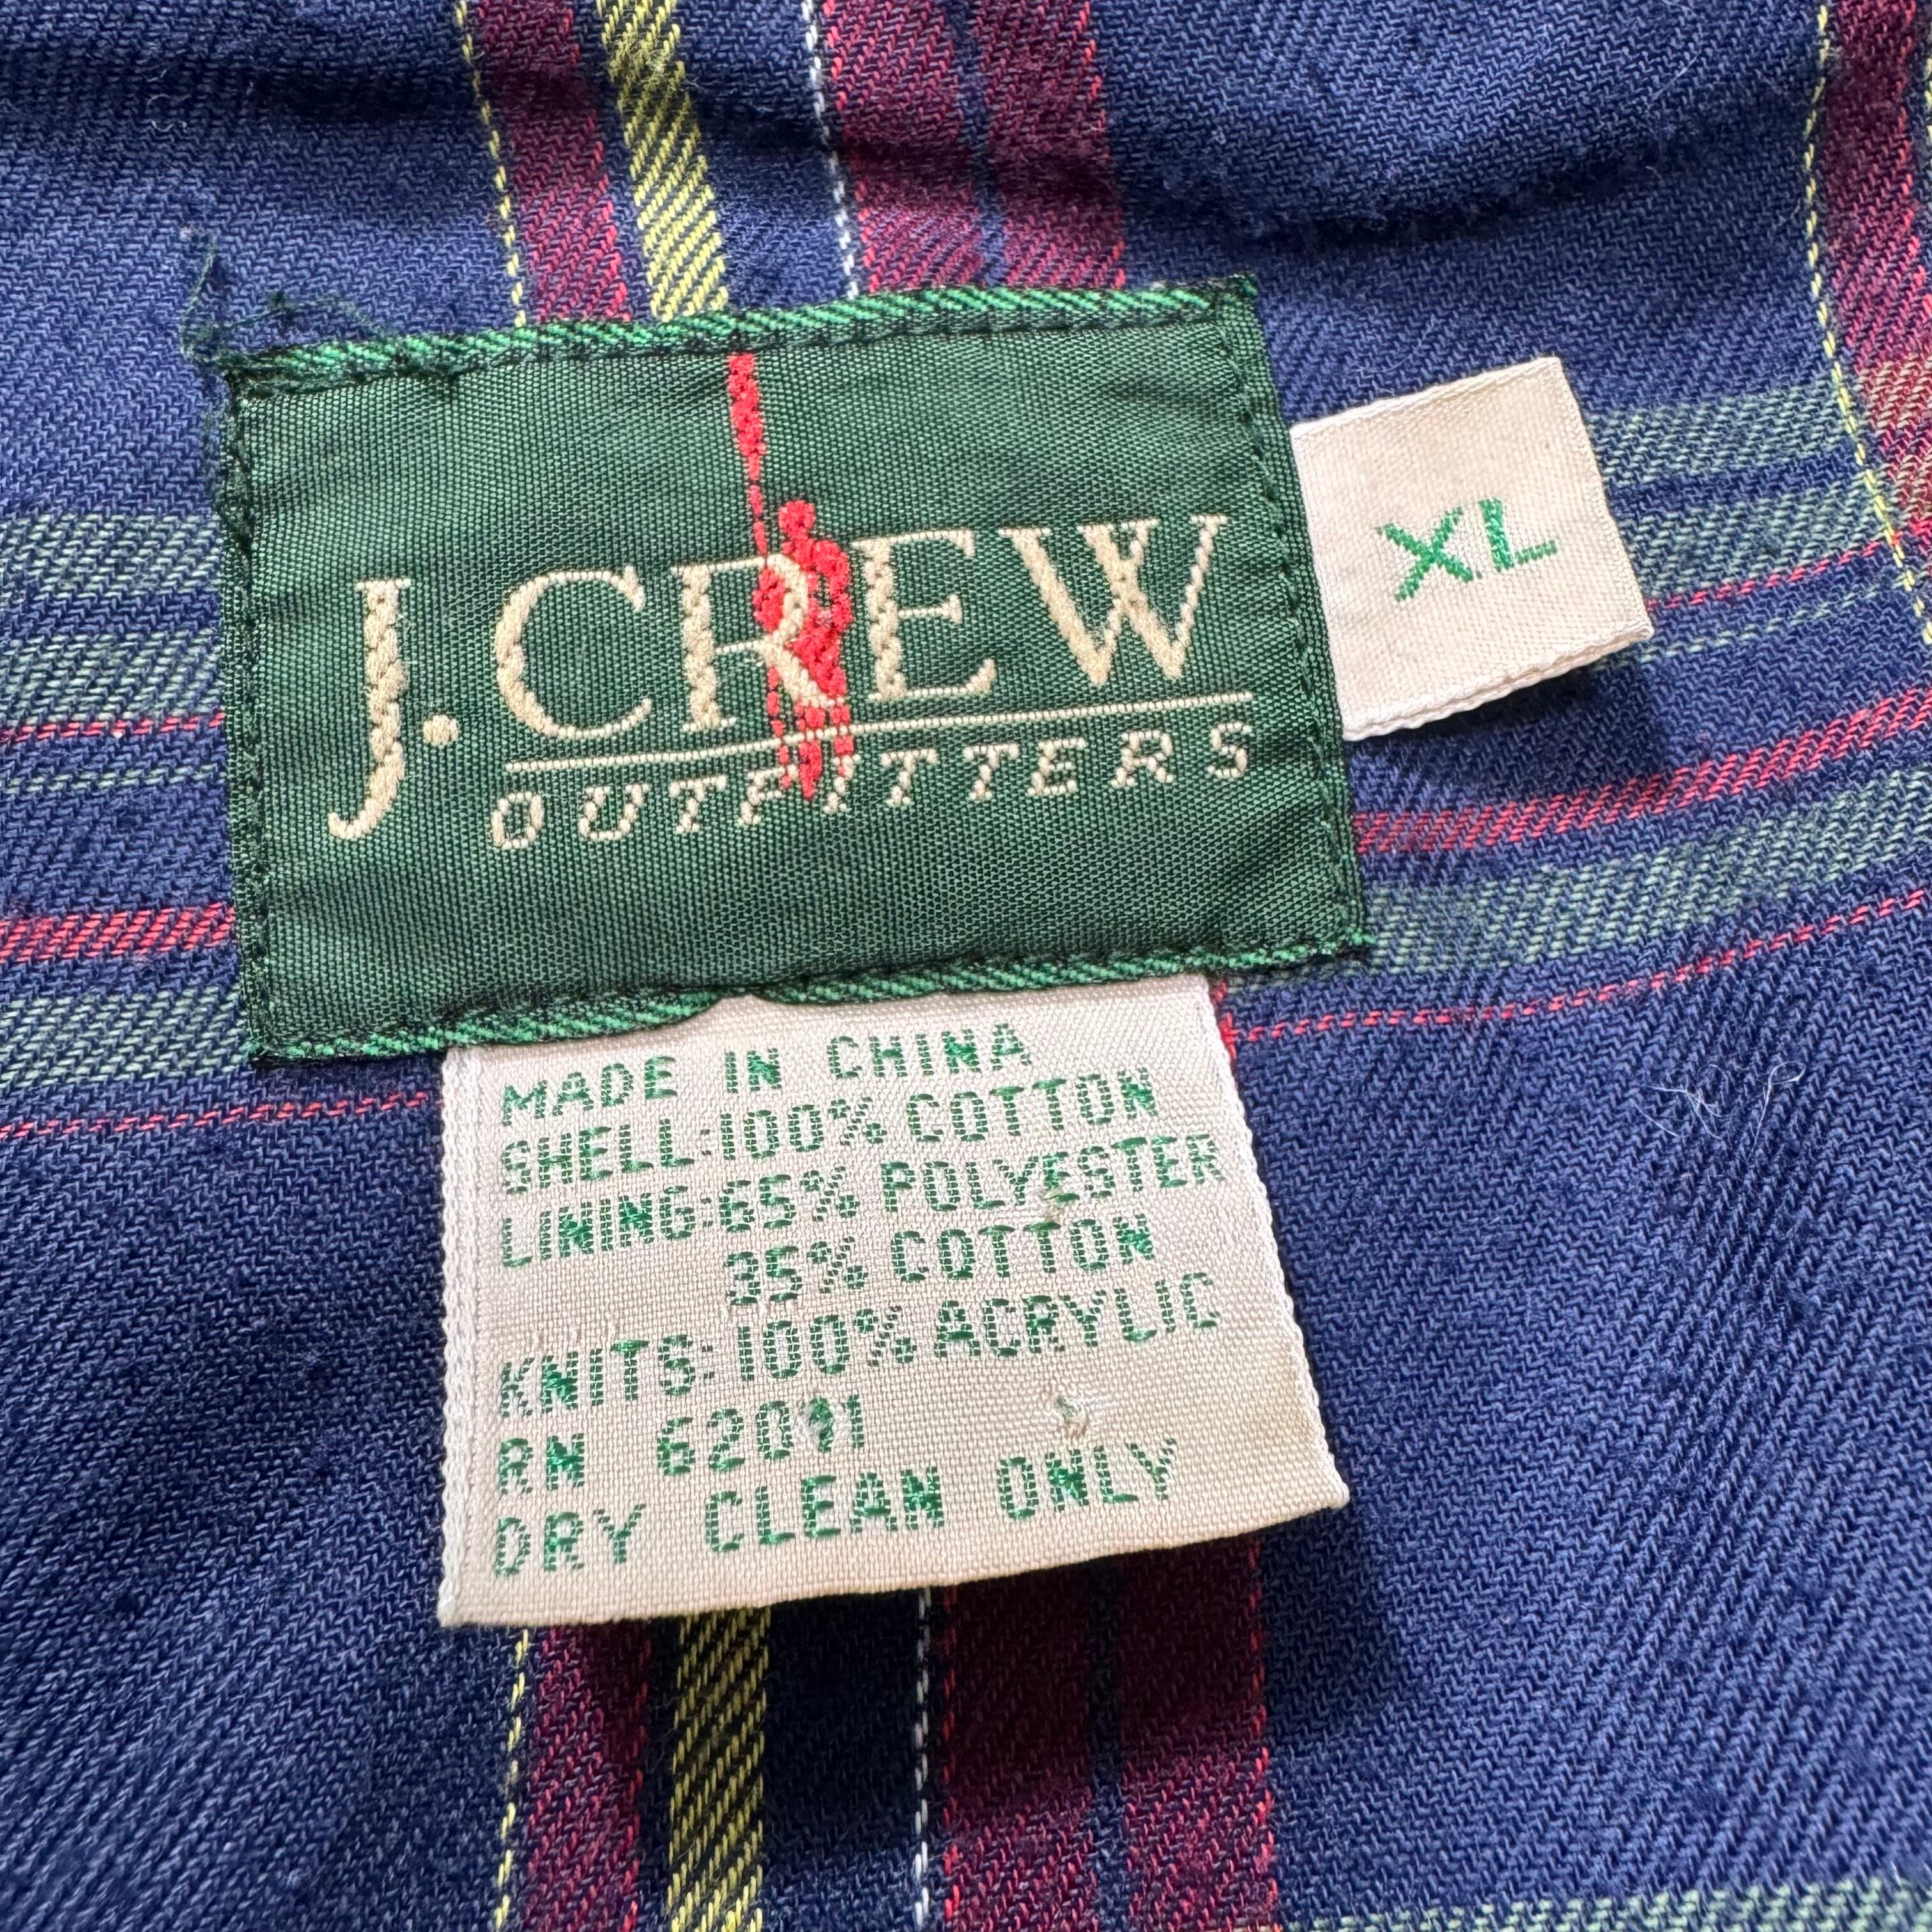 J.CREW
OUTFITTERS
XL
MADE IN CHINA
SHELL:100% COTTON
LINING:65% POLYESTER
35% COTTON
KNITS:100% ACRYLIC
RN 62091
DRY CLEAN ONLY